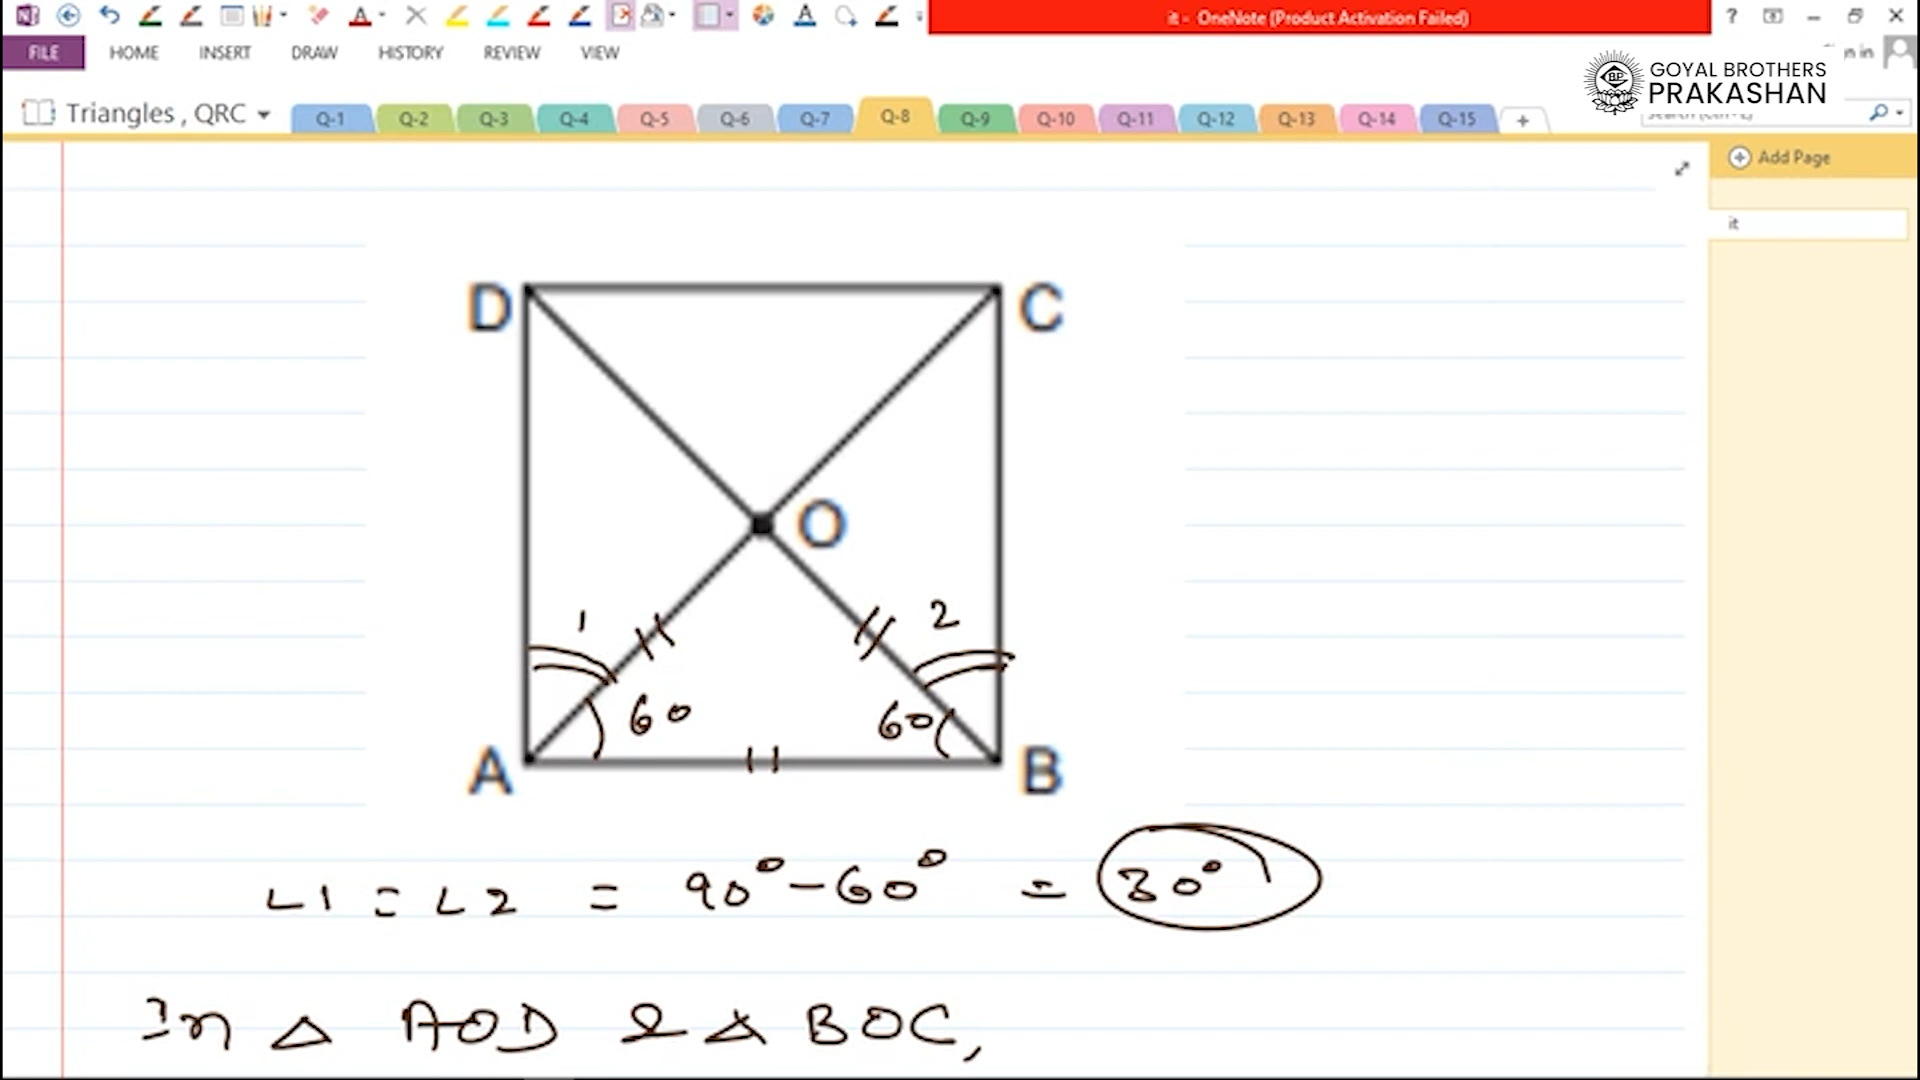 it - OneNote (Product Activation Failed)
FILE HOME INSERT DRAW HISTORY REVIEW VIEW
n in
GOYAL BROTHERS
PRAKASHAN
Triangles , QRC
Q-1 Q-2 Q-3 Q-4 Q-5 Q-6 Q-7 Q-8 Q-9 Q-10 Q-11 Q-12 Q-13 Q-14 Q-15 +
Add Page
it
D C
O
1 2
60 60
A B
∠1 = ∠2 = 90° - 60° = 30°
In △ AOD & △ BOC,